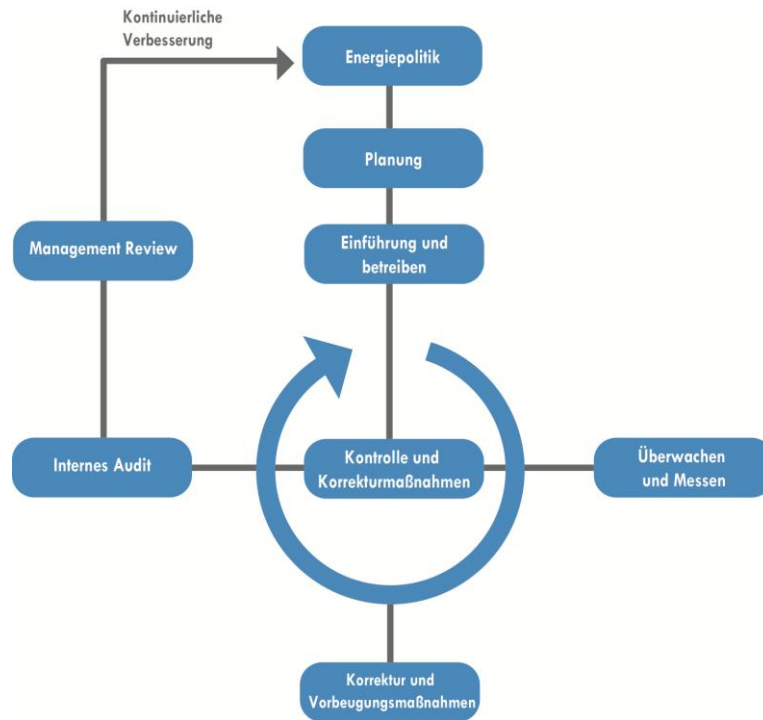 Kontinuierliche
Verbesserung
Energiepolitik
Planung
Management Review
Einführung und
betreiben
Internes Audit
Kontrolle und
Korrekturmaßnahmen
Überwachen
und Messen
Korrektur und
Vorbeugungsmaßnahmen